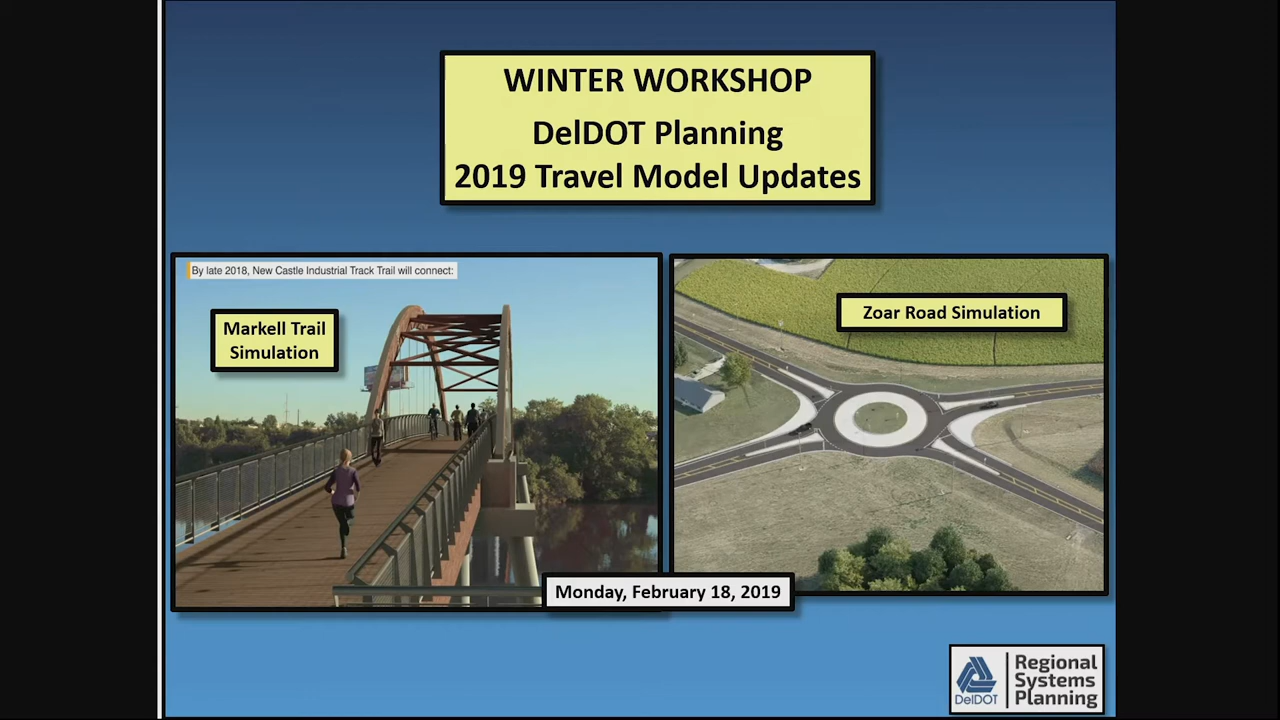 WINTER WORKSHOP
DelDOT Planning
2019 Travel Model Updates
By late 2018, New Castle Industrial Track Trail will connect:
Markell Trail
Simulation
Zoar Road Simulation
Monday, February 18, 2019
DelDOT
Regional
Systems
Planning